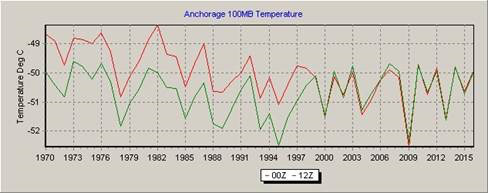 Anchorage 100MB Temperature
Temperature Deg C
-49
-50
-51
-52
1970 1973 1976 1979 1982 1985 1988 1991 1994 1997 2000 2003 2006 2009 2012 2015
00Z 12Z